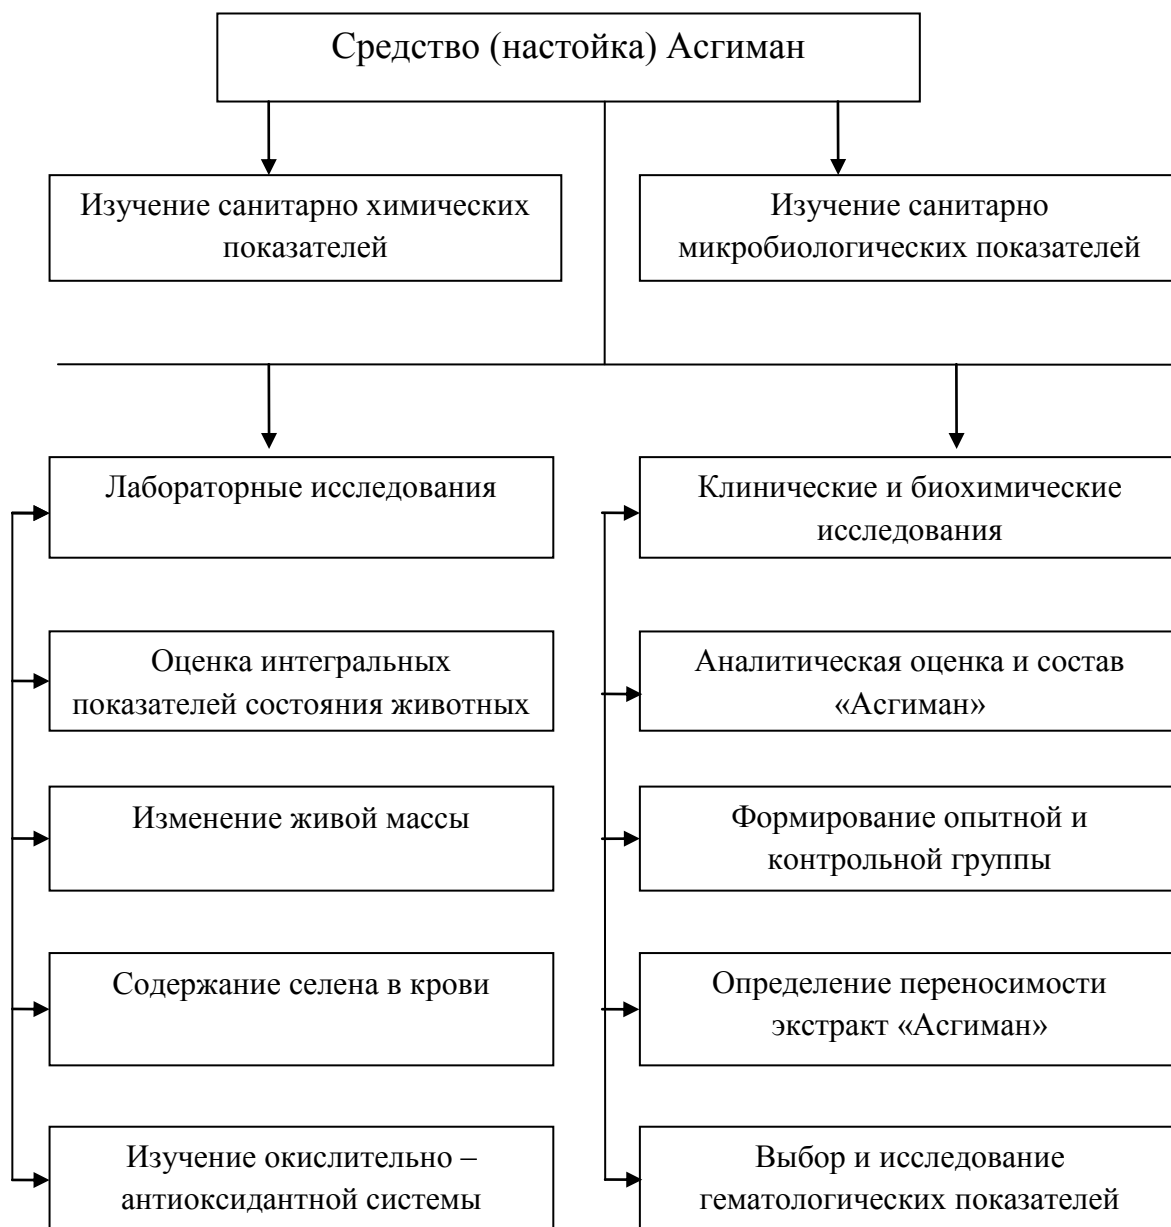 Средство (настойка) Асгиман
Изучение санитарно химических
показателей
Изучение санитарно
микробиологических показателей
Лабораторные исследования
Клинические и биохимические
исследования
Оценка интегральных
показателей состояния животных
Аналитическая оценка и состав
«Асгиман»
Изменение живой массы
Формирование опытной и
контрольной группы
Содержание селена в крови
Определение переносимости
экстракт «Асгиман»
Изучение окислительно –
антиоксидантной системы
Выбор и исследование
гематологических показателей